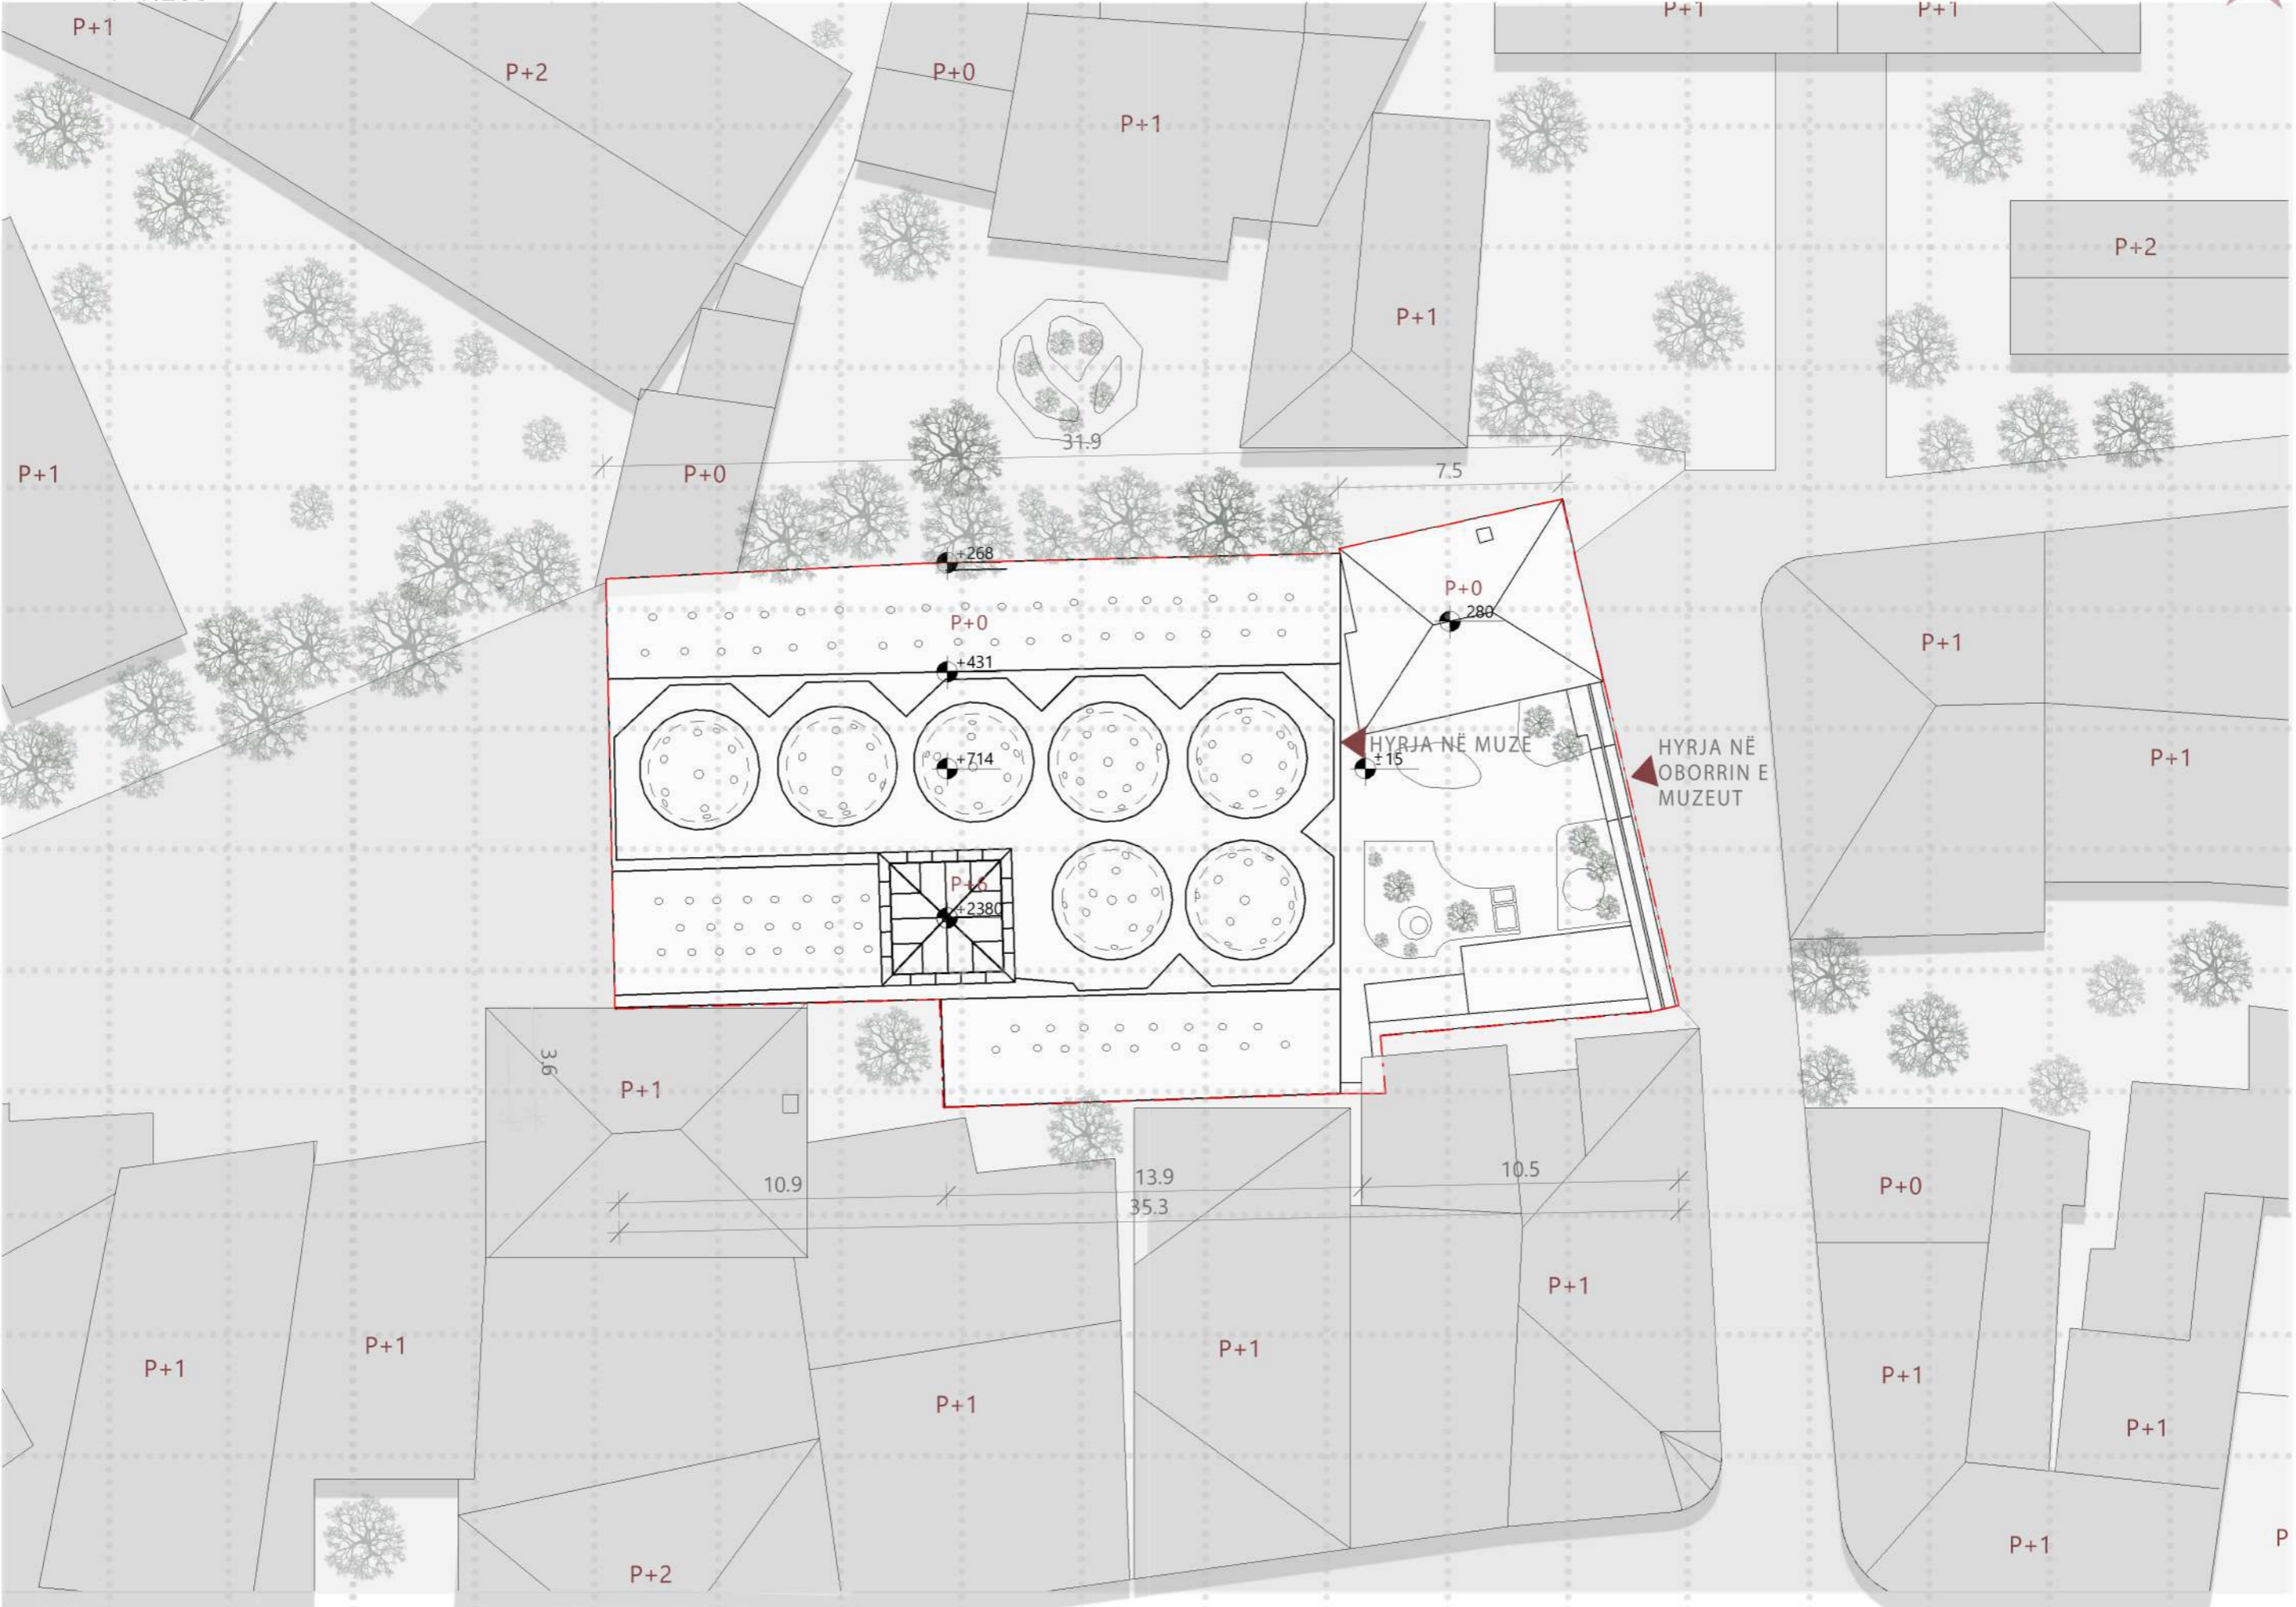 P+1
P+2
P+0
P+1
P+1
P+1
P+2
P+1
P+1
P+0
31.9
7.5
+268
P+0
P+0
280
+431
P+1
+714
HYRJA NË MUZE
±15
HYRJA NË
OBORRIN E
MUZEUT
P+1
P+6
+2380
3.6
P+1
10.9
13.9
10.5
35.3
P+0
P+1
P+1
P+1
P+1
P+1
P+1
P+1
P+2
P+1
P